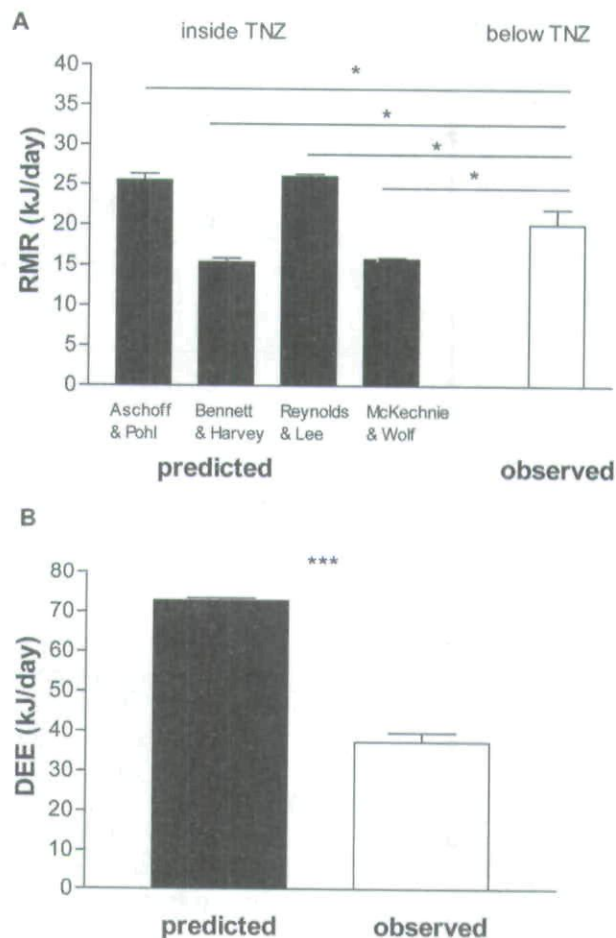 A
inside TNZ below TNZ
*
*
*
*
40
35
30
25
20
15
10
5
0
RMR (kJ/day)
Aschoff Bennett Reynolds McKechnie
& Pohl & Harvey & Lee & Wolf
predicted observed
B
***
80
70
60
50
40
30
20
10
0
DEE (kJ/day)
predicted observed